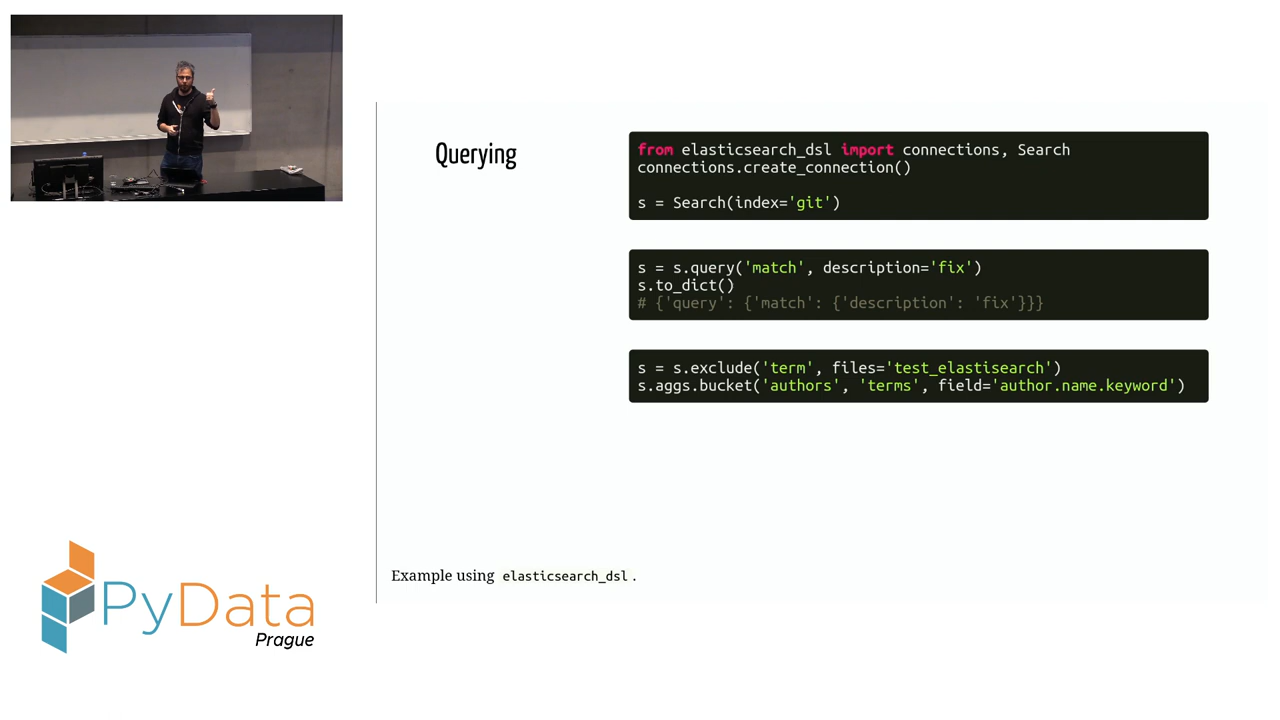 Querying
from elasticsearch_dsl import connections, Search
connections.create_connection()
s = Search(index='git')
s = s.query('match', description='fix')
s.to_dict()
# {'query': {'match': {'description': 'fix'}}}
s = s.exclude('term', files='test_elastisearch')
s.aggs.bucket('authors', 'terms', field='author.name.keyword')
Example using elasticsearch_dsl.
PyData
Prague